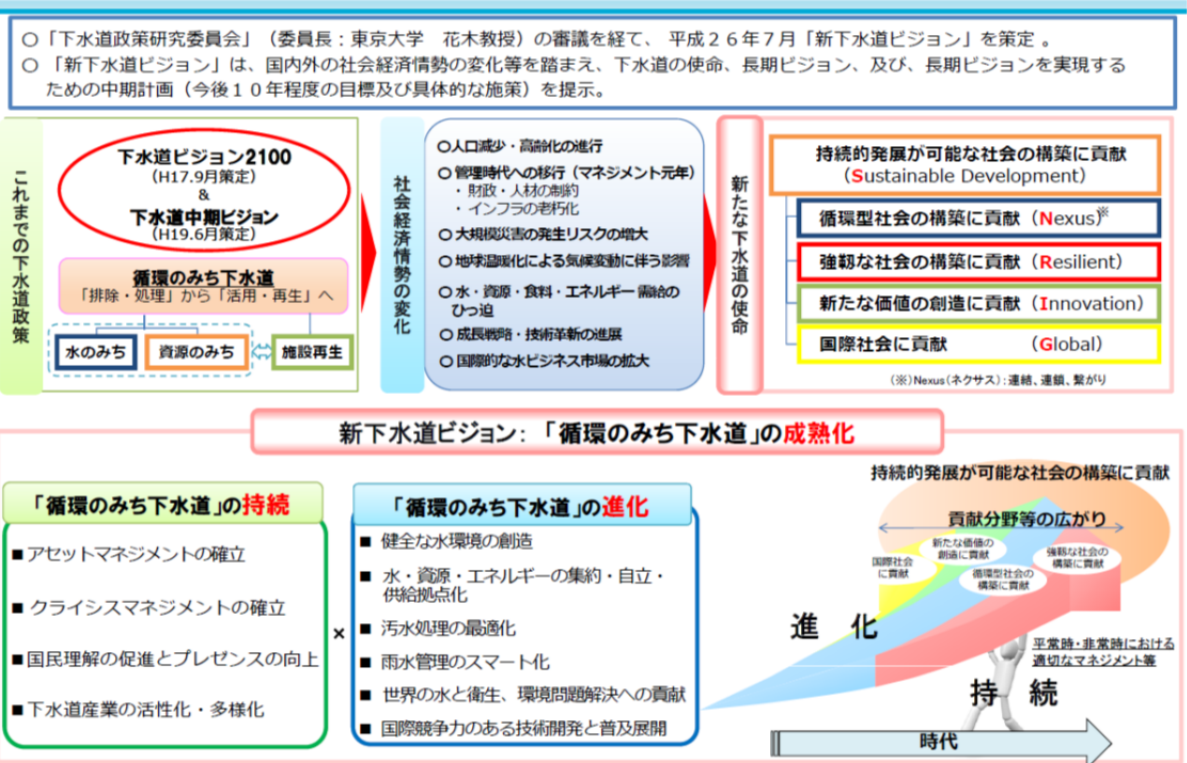 ○「下水道政策研究委員会」（委員長：東京大学　花木教授）の審議を経て、 平成２６年７月「新下水道ビジョン」を策定 。
○ 「新下水道ビジョン」は、国内外の社会経済情勢の変化等を踏まえ、下水道の使命、長期ビジョン、及び、長期ビジョンを実現する
ための中期計画（今後１０年程度の目標及び具体的な施策）を提示。
これまでの下水道政策
下水道ビジョン2100
（H17.9月策定）
＆
下水道中期ビジョン
（H19.6月策定）
循環のみち下水道
「排除・処理」から「活用・再生」へ
水のみち
資源のみち
施設再生
社会経済情勢の変化
○人口減少・高齢化の進行
○管理時代への移行（マネジメント元年）
・財政・人材の制約
・インフラの老朽化
○大規模災害の発生リスクの増大
○地球温暖化による気候変動に伴う影響
○水・資源・食料・エネルギー需給の
ひっ迫
○成長戦略・技術革新の進展
○国際的な水ビジネス市場の拡大
新たな下水道の使命
持続的発展が可能な社会の構築に貢献
（Sustainable Development）
循環型社会の構築に貢献（Nexus）※
強靱な社会の構築に貢献（Resilient）
新たな価値の創造に貢献（Innovation）
国際社会に貢献　（Global）
（※）Nexus（ネクサス）：連結、連鎖、繋がり
新下水道ビジョン：「循環のみち下水道」の成熟化
「循環のみち下水道」の持続
■アセットマネジメントの確立
■クライシスマネジメントの確立
■国民理解の促進とプレゼンスの向上
■下水道産業の活性化・多様化
×
「循環のみち下水道」の進化
■健全な水環境の創造
■水・資源・エネルギーの集約・自立・
供給拠点化
■汚水処理の最適化
■雨水管理のスマート化
■世界の水と衛生、環境問題解決への貢献
■国際競争力のある技術開発と普及展開
持続的発展が可能な社会の構築に貢献
貢献分野等の広がり
新たな価値の
創造に貢献
国際社会
に貢献
強靱な社会の
構築に貢献
循環型社会の
構築に貢献
進　化
平常時・非常時における
適切なマネジメント等
持　続
時代